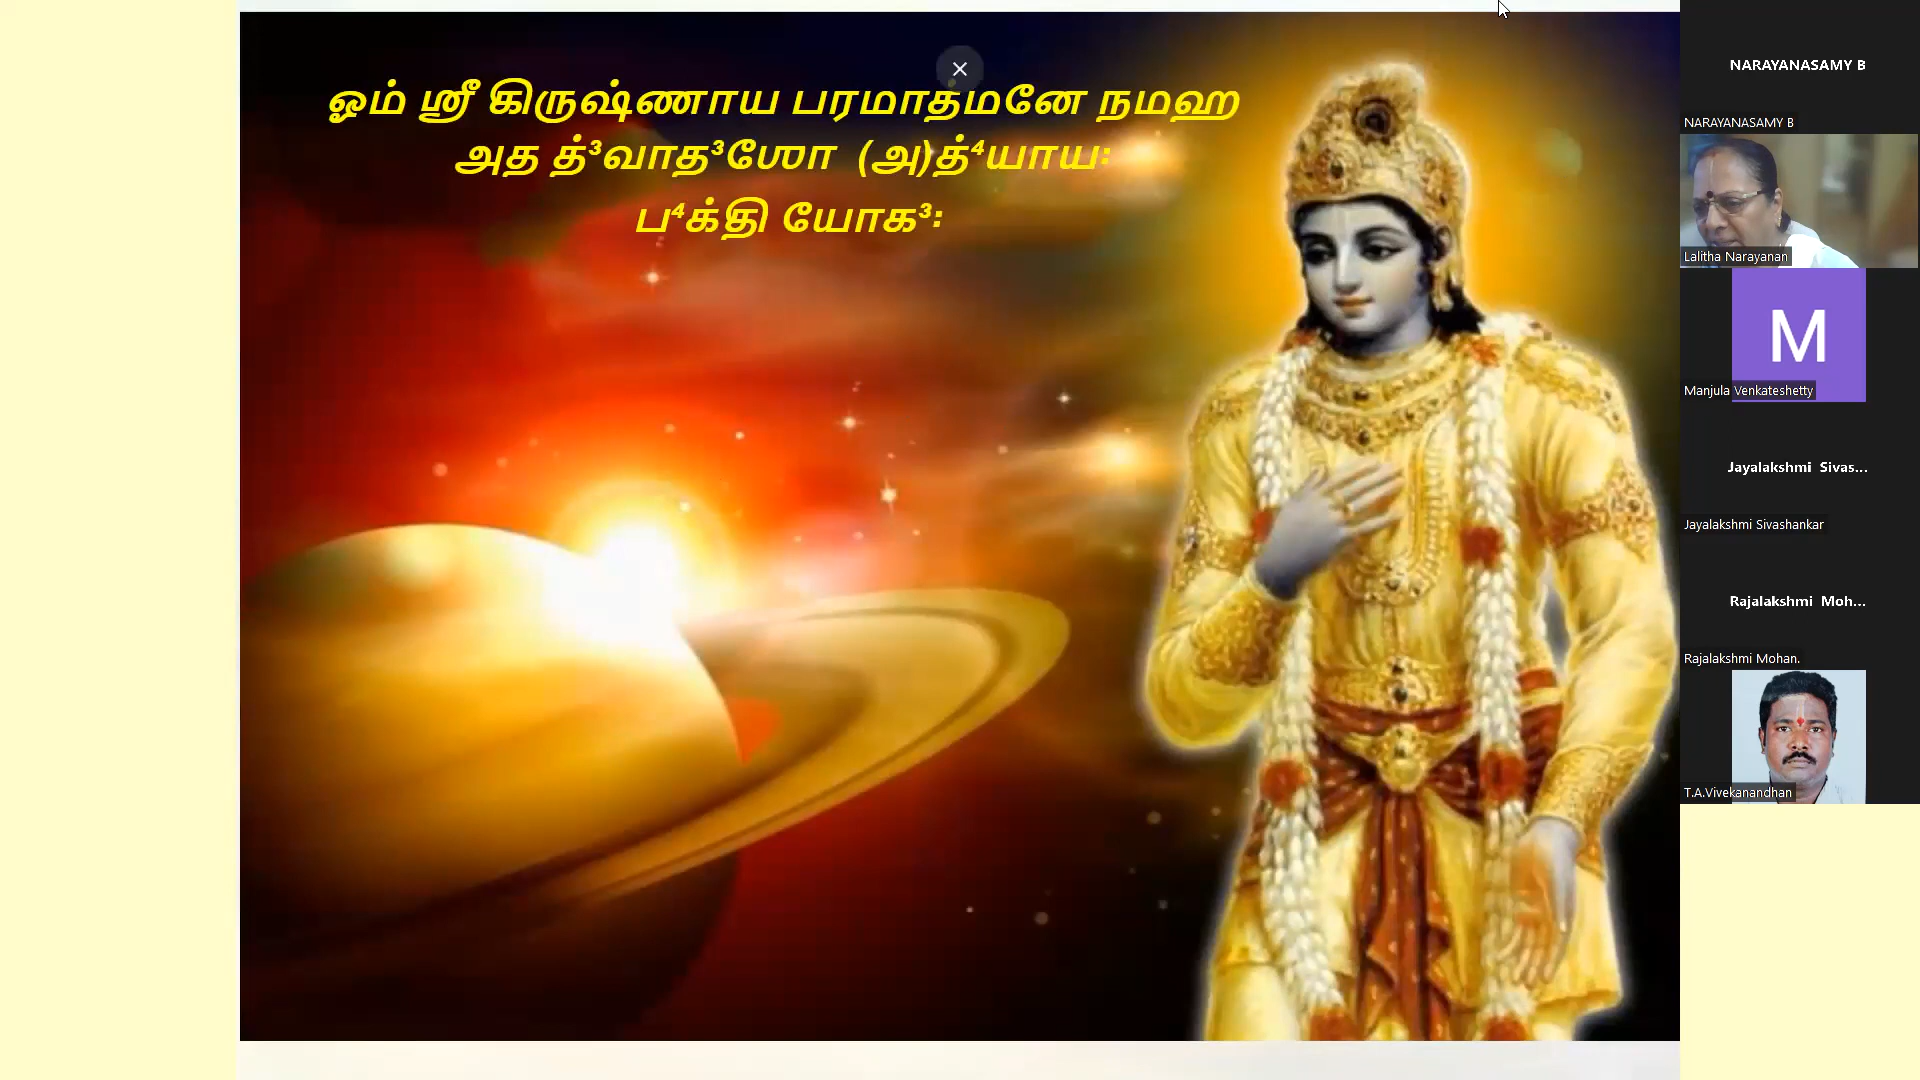 ஓம் ஸ்ரீ கிருஷ்ணாய பரமாத்மனே நமஹ
அத த்³வாத³ஶோ (அ)த்⁴யாய:
ப⁴க்தி யோக³:
NARAYANASAMY B
NARAYANASAMY B
Lalitha Narayanan
M
Manjula Venkateshetty
Jayalakshmi Sivas...
Jayalakshmi Sivashankar
Rajalakshmi Moh...
Rajalakshmi Mohan.
T.A.Vivekanandhan